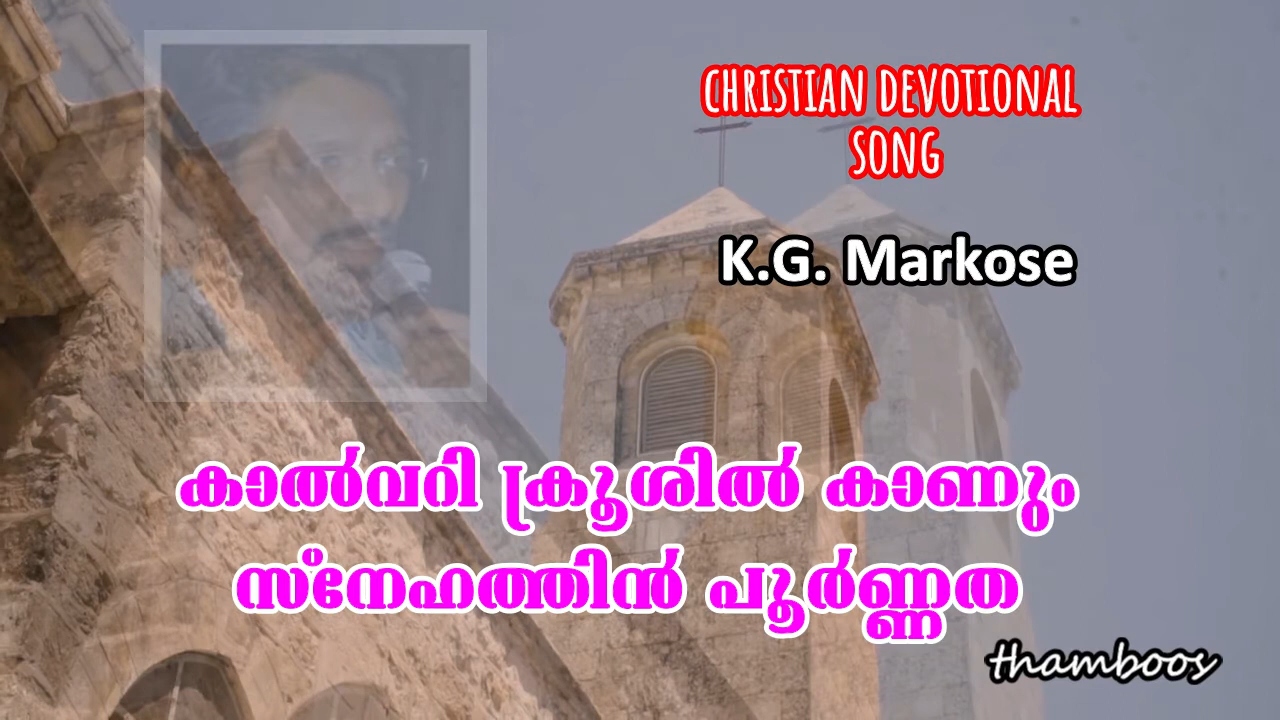 CHRISTIAN DEVOTIONAL
SONG
K.G. Markose
കാൽവറി ക്രൂശിൽ കാണും
സ്നേഹത്തിൻ പൂർണ്ണത
thamboos